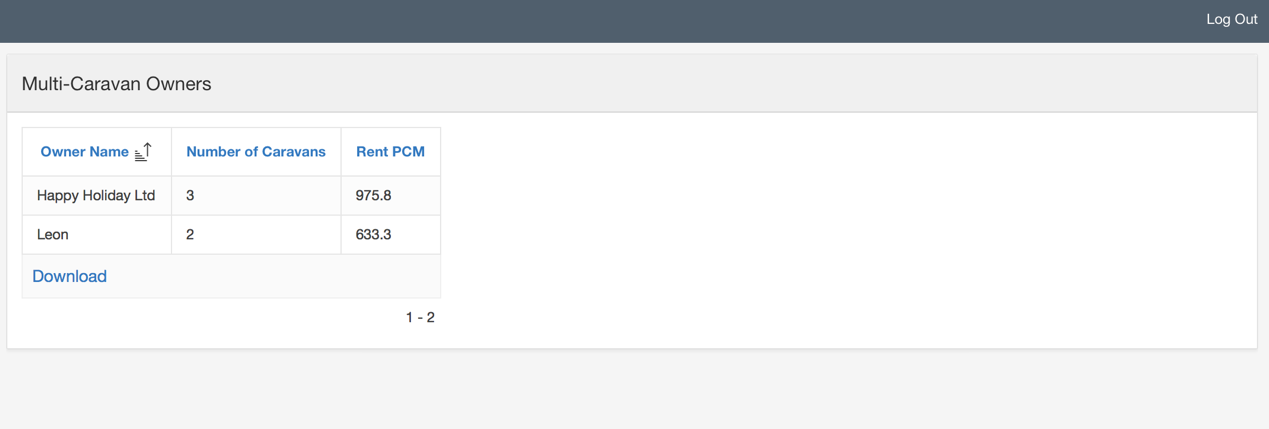 Log Out
Multi-Caravan Owners
Owner Name Number of Caravans Rent PCM
Happy Holiday Ltd 3 975.8
Leon 2 633.3
Download
1 - 2